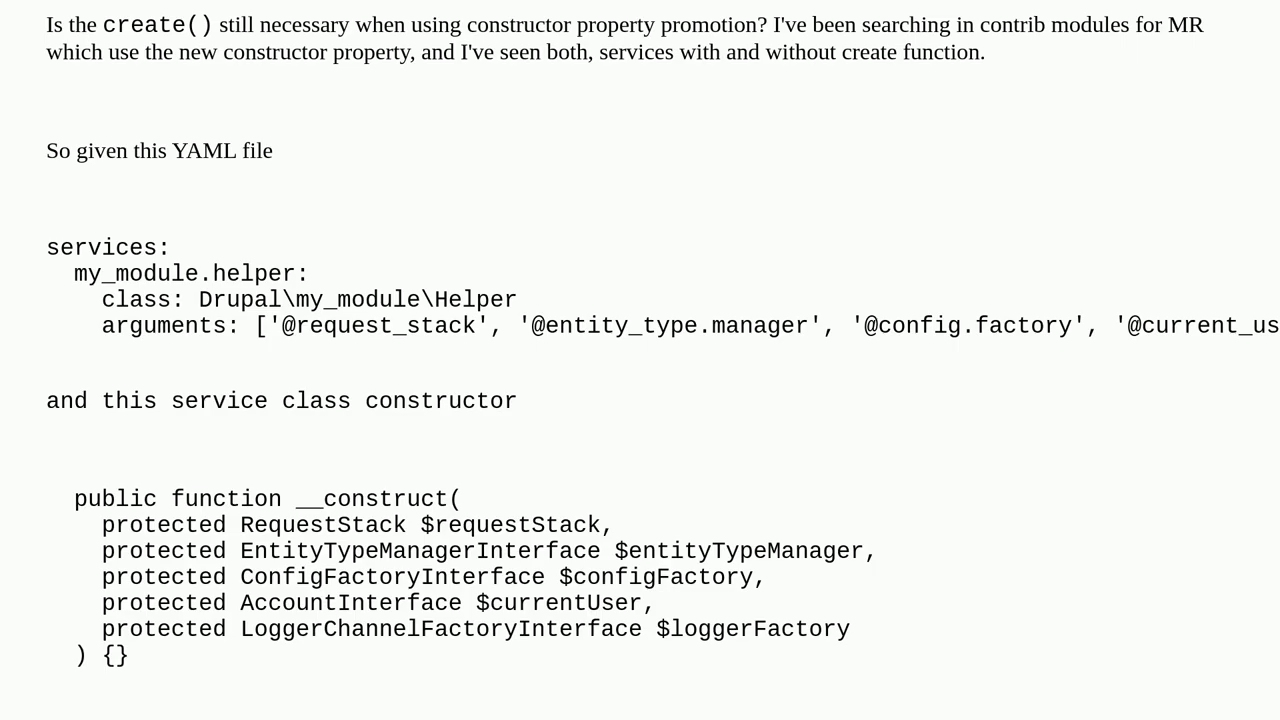 Is the create() still necessary when using constructor property promotion? I've been searching in contrib modules for MR
which use the new constructor property, and I've seen both, services with and without create function.
So given this YAML file
services:
  my_module.helper:
    class: Drupal\my_module\Helper
    arguments: ['@request_stack', '@entity_type.manager', '@config.factory', '@current_us
and this service class constructor
  public function __construct(
    protected RequestStack $requestStack,
    protected EntityTypeManagerInterface $entityTypeManager,
    protected ConfigFactoryInterface $configFactory,
    protected AccountInterface $currentUser,
    protected LoggerChannelFactoryInterface $loggerFactory
  ) {}